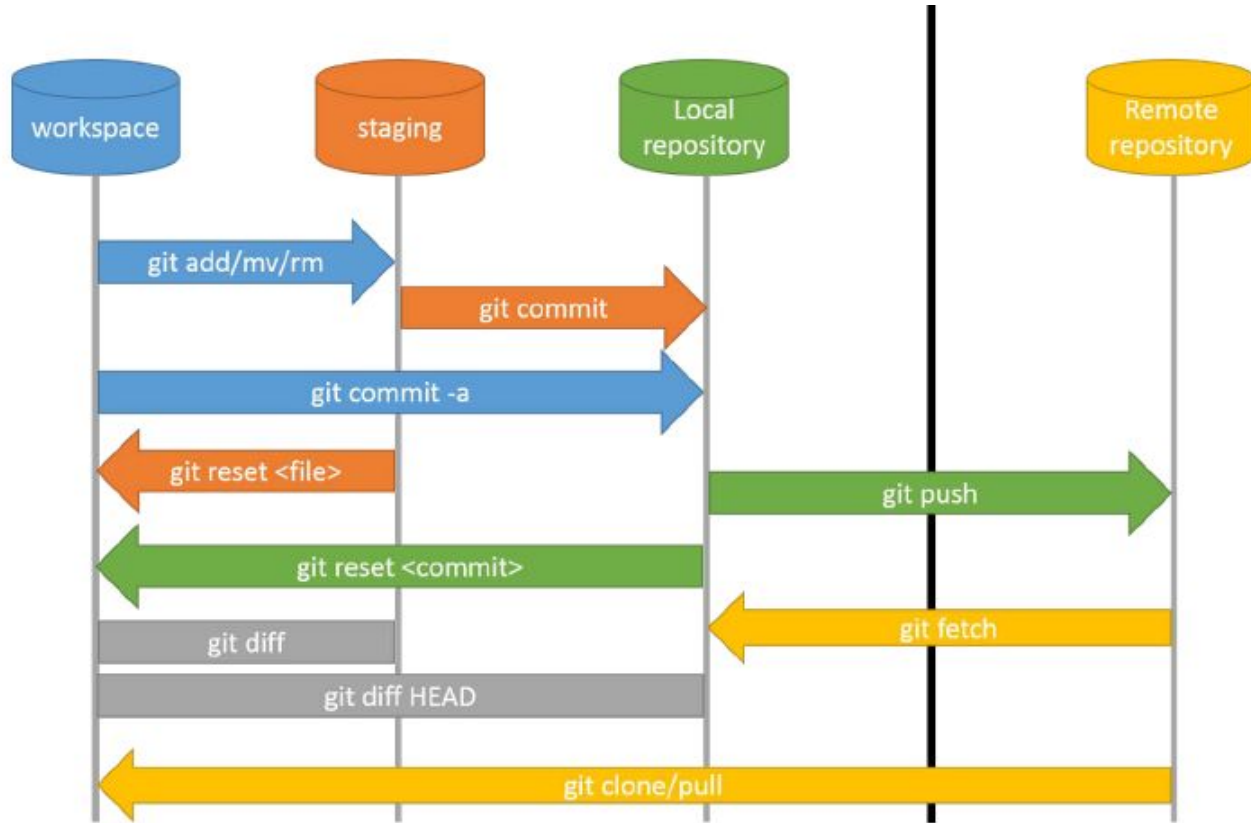 workspace
staging
Local
repository
Remote
repository
git add/mv/rm
git commit
git commit -a
git reset <file>
git push
git reset <commit>
git fetch
git diff
git diff HEAD
git clone/pull